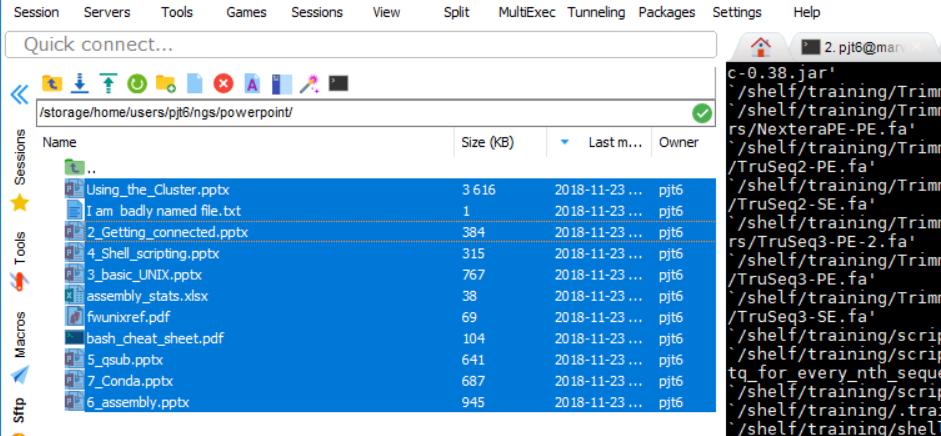 Session Servers Tools Games Sessions View Split MultiExec Tunneling Packages Settings Help
Quick connect...
2. pjt6@marv
/storage/home/users/pjt6/ngs/powerpoint/
Name Size (KB) Last m... Owner
..
Using_the_Cluster.pptx 3 616 2018-11-23 ... pjt6
I am badly named file.txt 1 2018-11-23 ... pjt6
2_Getting_connected.pptx 384 2018-11-23 ... pjt6
4_Shell_scripting.pptx 315 2018-11-23 ... pjt6
3_basic_UNIX.pptx 767 2018-11-23 ... pjt6
assembly_stats.xlsx 38 2018-11-23 ... pjt6
fwunixref.pdf 69 2018-11-23 ... pjt6
bash_cheat_sheet.pdf 104 2018-11-23 ... pjt6
5_qsub.pptx 641 2018-11-23 ... pjt6
7_Conda.pptx 687 2018-11-23 ... pjt6
6_assembly.pptx 945 2018-11-23 ... pjt6
Sessions
Tools
Macros
Sftp
c-0.38.jar'
`/shelf/training/Trimm
`/shelf/training/Trimm
rs/NexteraPE-PE.fa'
`/shelf/training/Trimm
/TruSeq2-PE.fa'
`/shelf/training/Trimm
/TruSeq2-SE.fa'
`/shelf/training/Trimm
rs/TruSeq3-PE-2.fa'
`/shelf/training/Trimm
/TruSeq3-PE.fa'
`/shelf/training/Trimm
/TruSeq3-SE.fa'
`/shelf/training/scrip
`/shelf/training/scrip
tq_for_every_nth_seque
`/shelf/training/scrip
`/shelf/training/.trai
`/shelf/training/shell